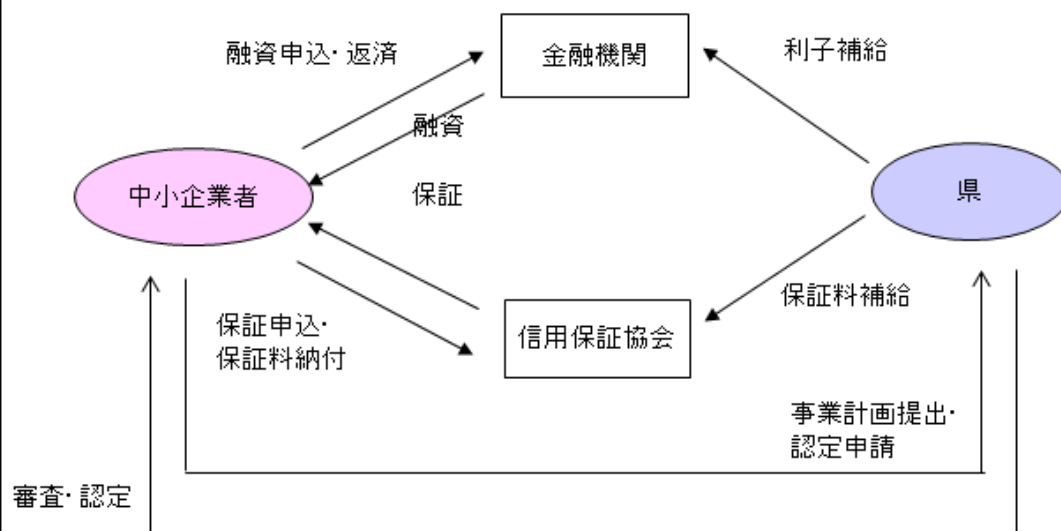 融資申込・返済
金融機関
利子補給
融資
中小企業者
保証
県
保証料補給
保証申込・
保証料納付
信用保証協会
事業計画提出・
認定申請
審査・認定